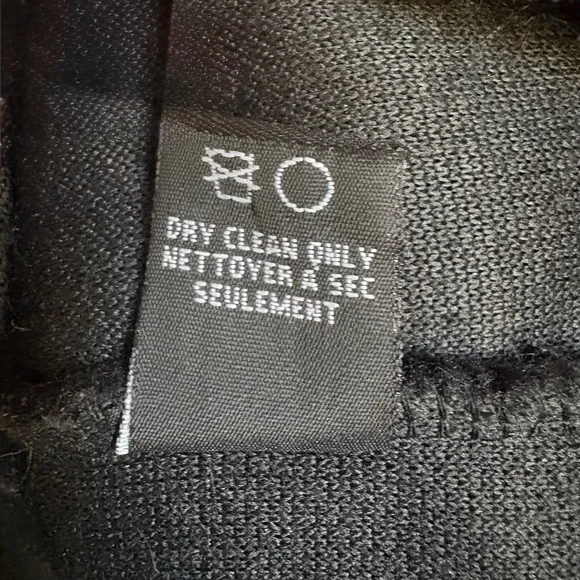 DRY CLEAN ONLY
NETTOYER A SEC
SEULEMENT